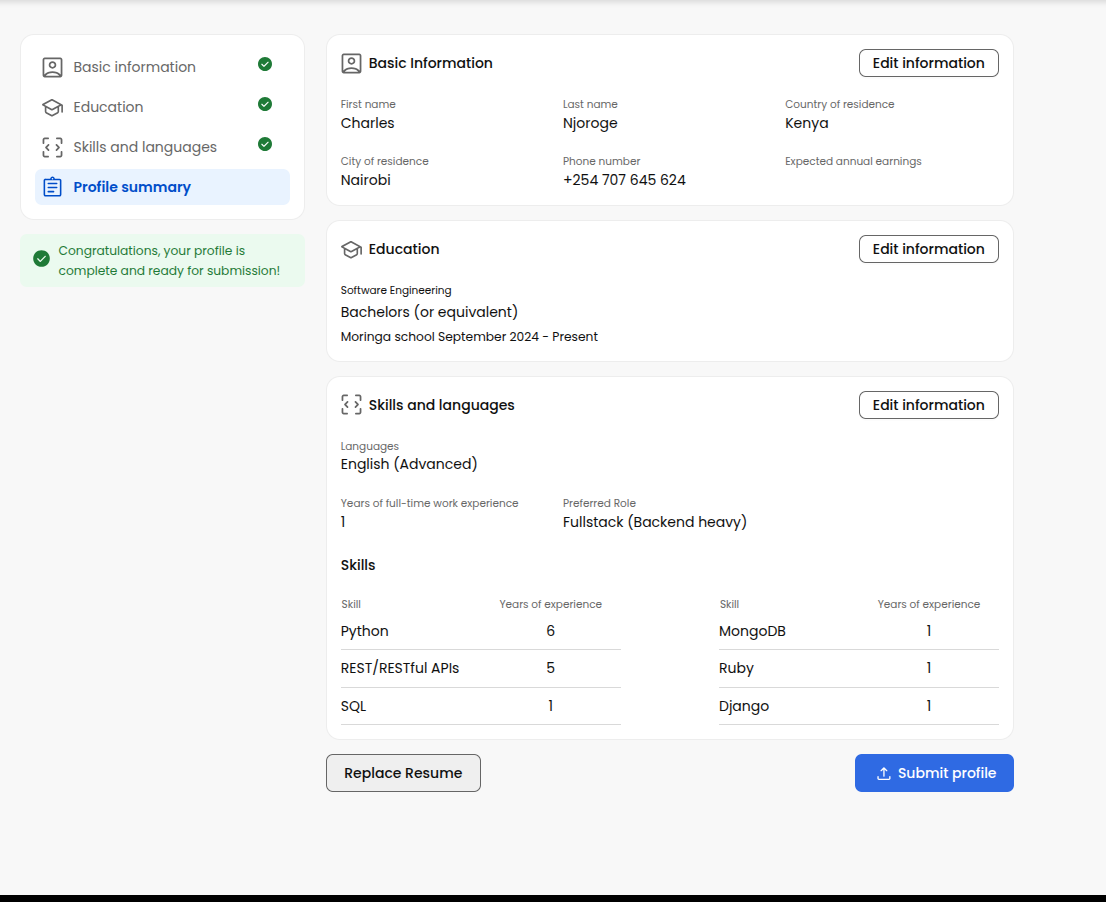 Basic information
Education
Skills and languages
Profile summary
Congratulations, your profile is
complete and ready for submission!
Basic Information
Edit information
First name
Last name
Country of residence
Charles
Njoroge
Kenya
City of residence
Phone number
Expected annual earnings
Nairobi
+254 707 645 624
Education
Edit information
Software Engineering
Bachelors (or equivalent)
Moringa school September 2024 - Present
Skills and languages
Edit information
Languages
English (Advanced)
Years of full-time work experience
Preferred Role
1
Fullstack (Backend heavy)
Skills
Skill Years of experience Skill Years of experience
Python 6 MongoDB 1
REST/RESTful APIs 5 Ruby 1
SQL 1 Django 1
Replace Resume
Submit profile